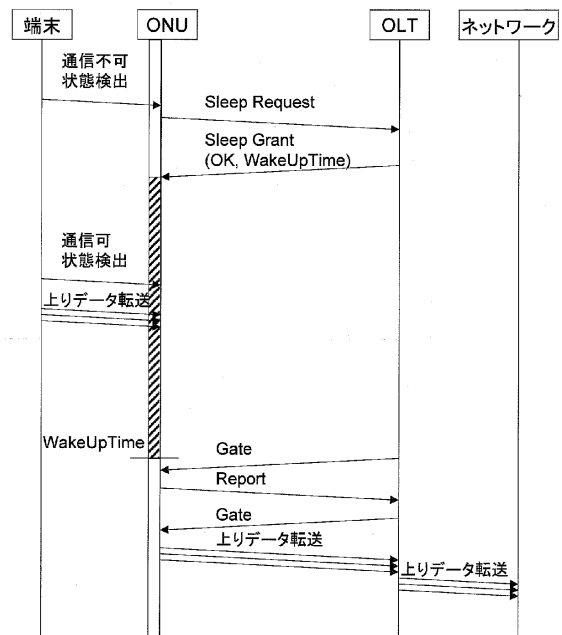 端末
ONU
OLT
ネットワーク
通信不可
状態検出
Sleep Request
Sleep Grant
(OK, WakeUpTime)
通信可
状態検出
上りデータ転送
WakeUpTime
Gate
Report
Gate
上りデータ転送
上りデータ転送